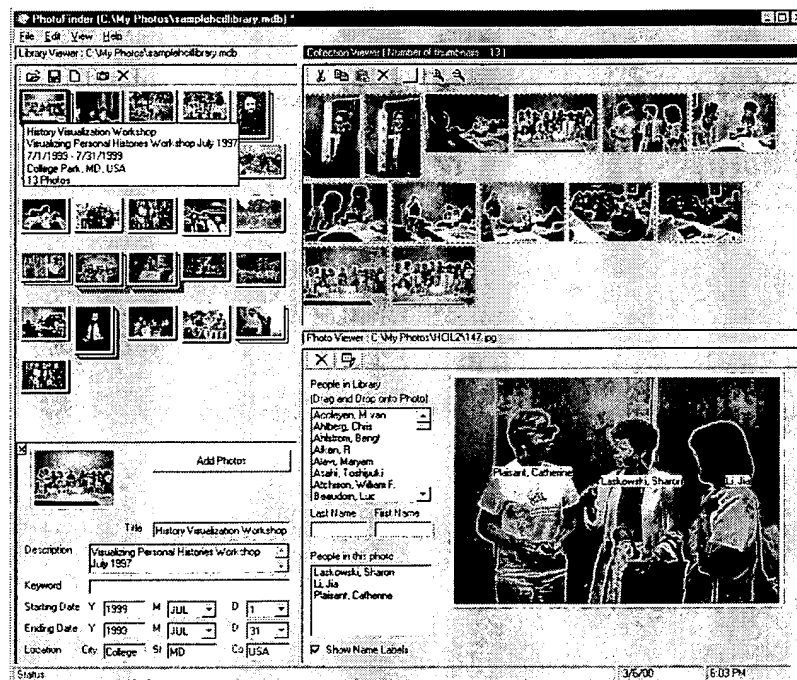 PhotoFinder [C:\My Photos\samplehcillibrary.mdb] *
File Edit View Help
Library Viewer : C:\My Photos\samplehcillibrary.mdb
Collection Viewer [Number of thumbnails 13]
History Visualization Workshop
Visualizing Personal Histories Workshop July 1997
7/1/1999 - 7/31/1999
College Park, MD, USA
13 Photos
Photo Viewer : C:\My Photos\HCIL2\147.jpg
People in Library
(Drag and Drop onto Photo)
Acoleyen, M van
Ahlberg, Chris
Ahlstrom, Bengt
Aiken, R
Alavi, Maryam
Asahi, Toshiyuki
Atchison, William F.
Beaudoin, Luc
Last Name First Name
People in this photo
Laskowski, Sharon
Li, Jia
Plaisant, Catherine
Show Name Labels
Plaisant, Catherine
Laskowski, Sharon
Li, Jia
Add Photos
Title History Visualization Workshop
Description Visualizing Personal Histories Workshop
July 1997
Keyword
Starting Date Y 1999 M JUL D 1
Ending Date Y 1999 M JUL D 31
Location City College St MD Co USA
Status
3/6/00 6:03 PM